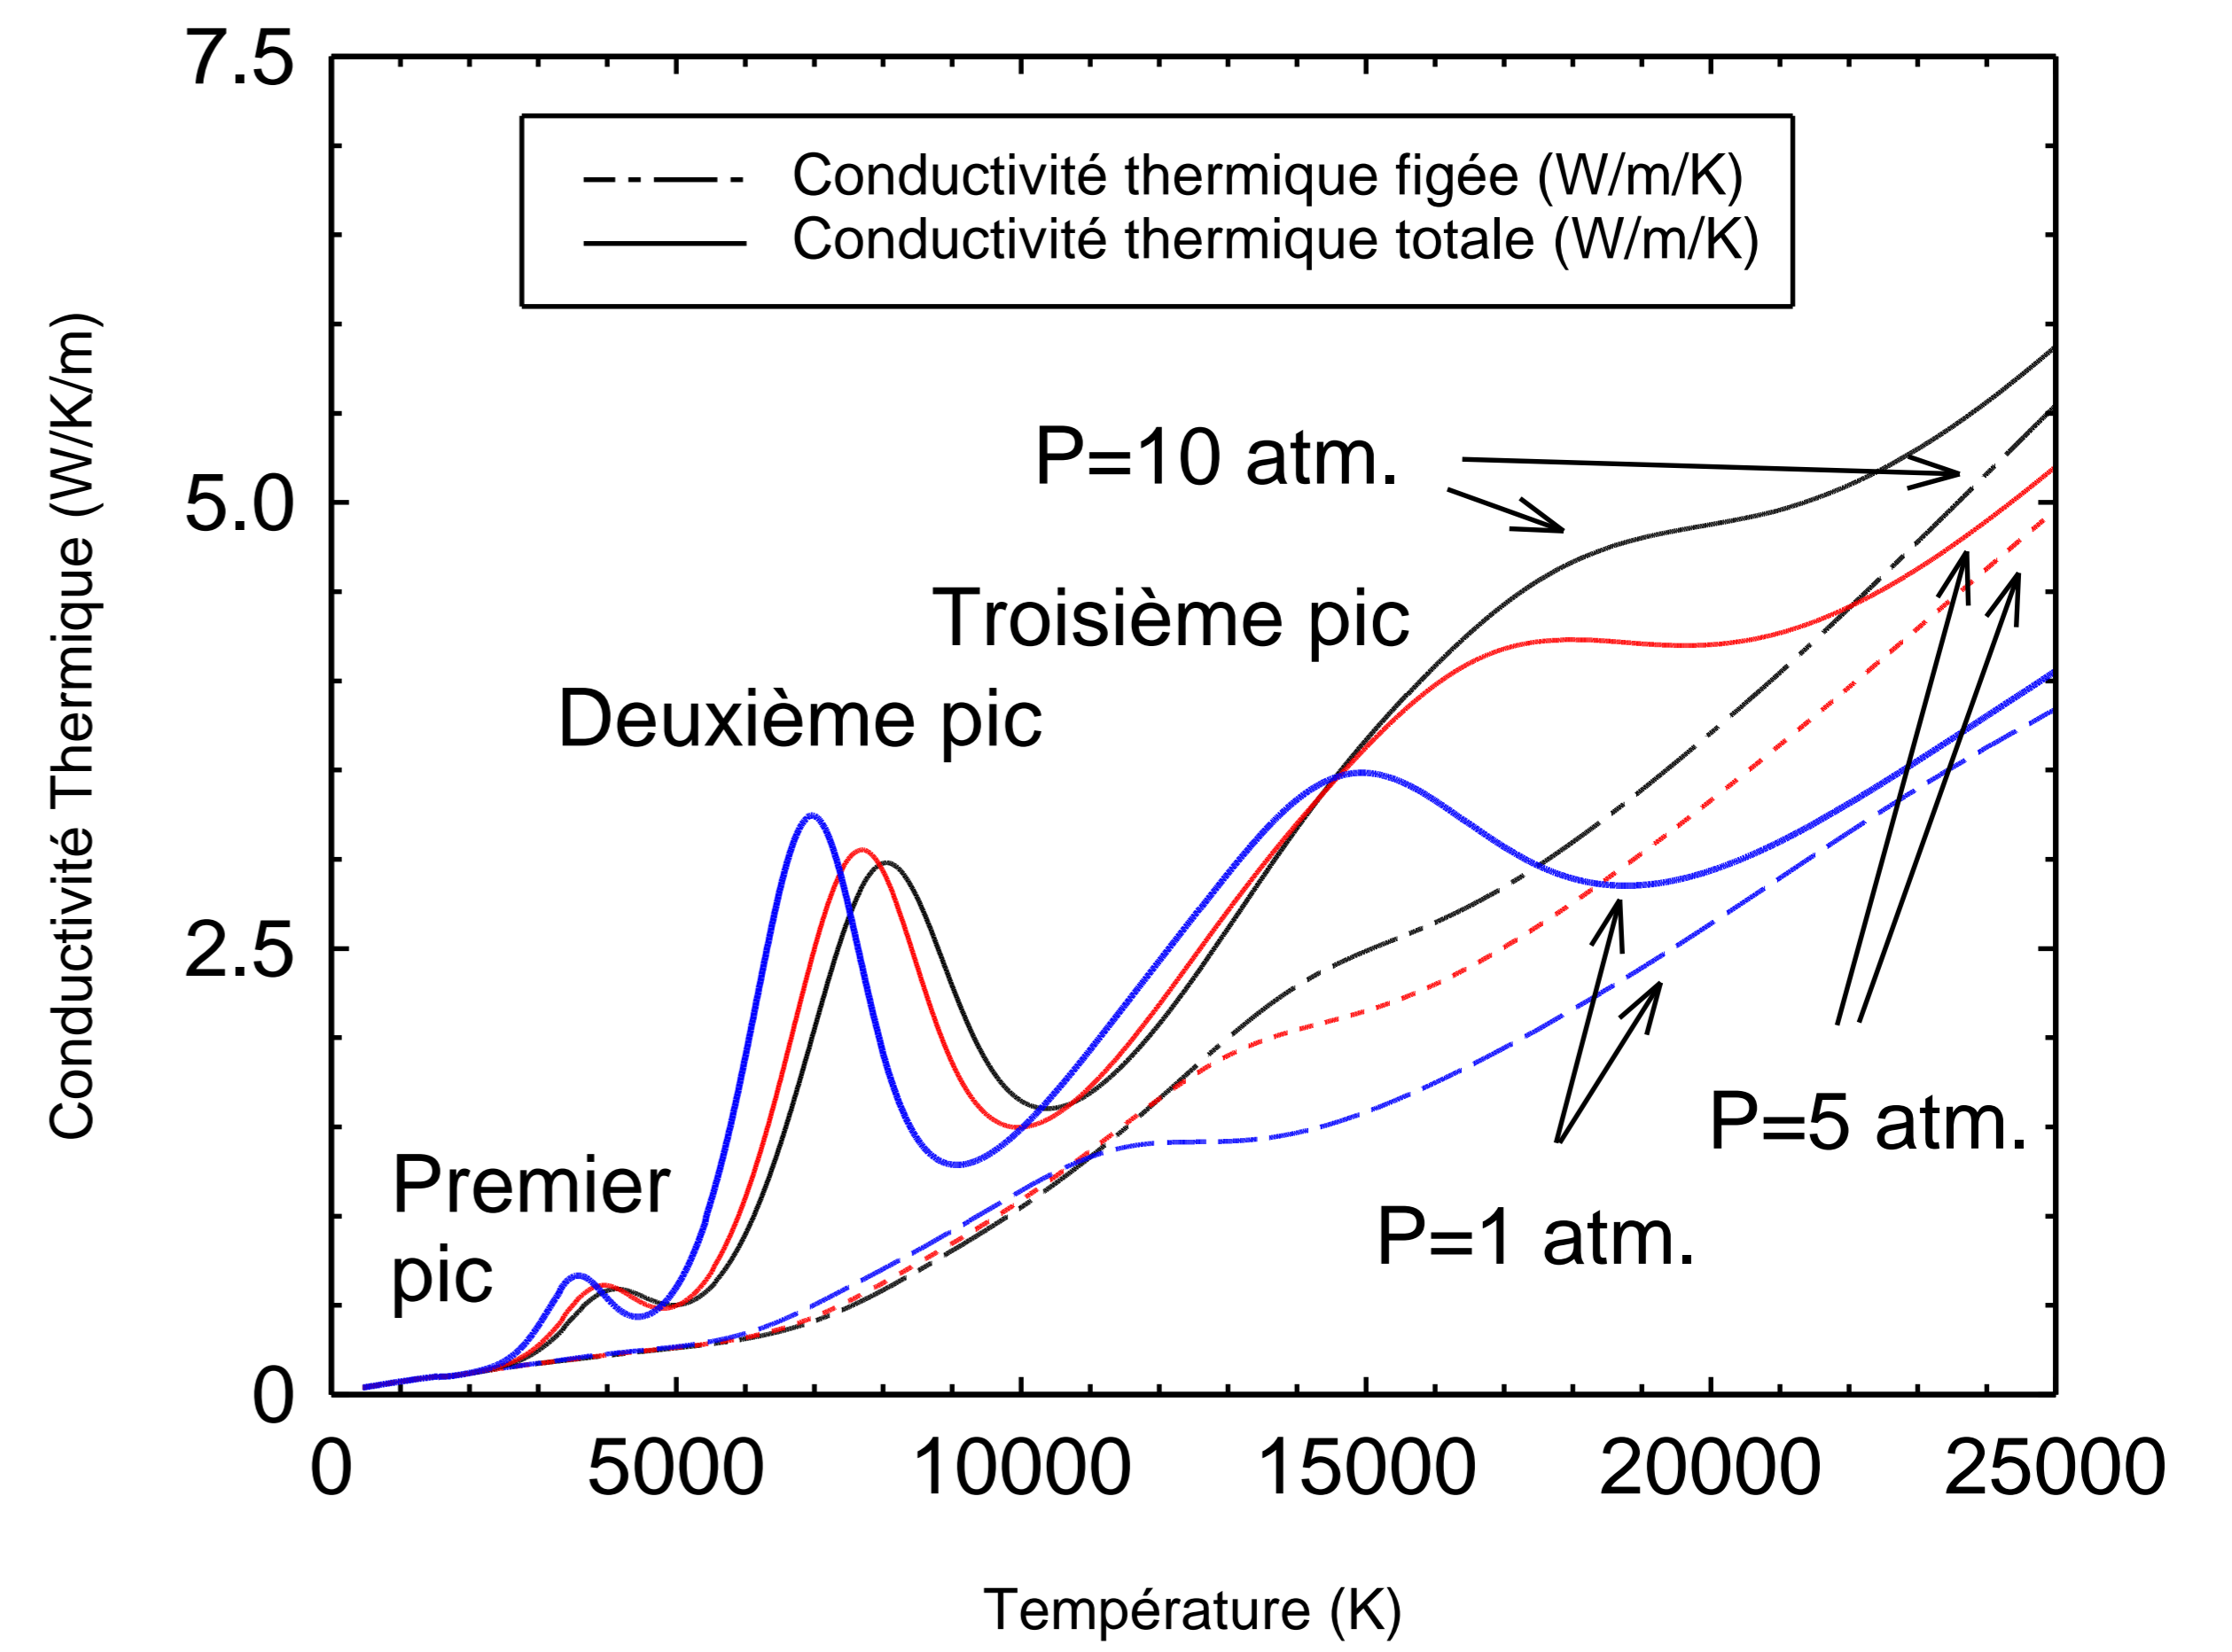 7.5
Conductivité thermique figée (W/m/K)
Conductivité thermique totale (W/m/K)
Conductivité Thermique (W/K/m)
P=10 atm.
5.0
Troisième pic
Deuxième pic
2.5
P=5 atm.
Premier
pic
P=1 atm.
0
0 5000 10000 15000 20000 25000
Température (K)